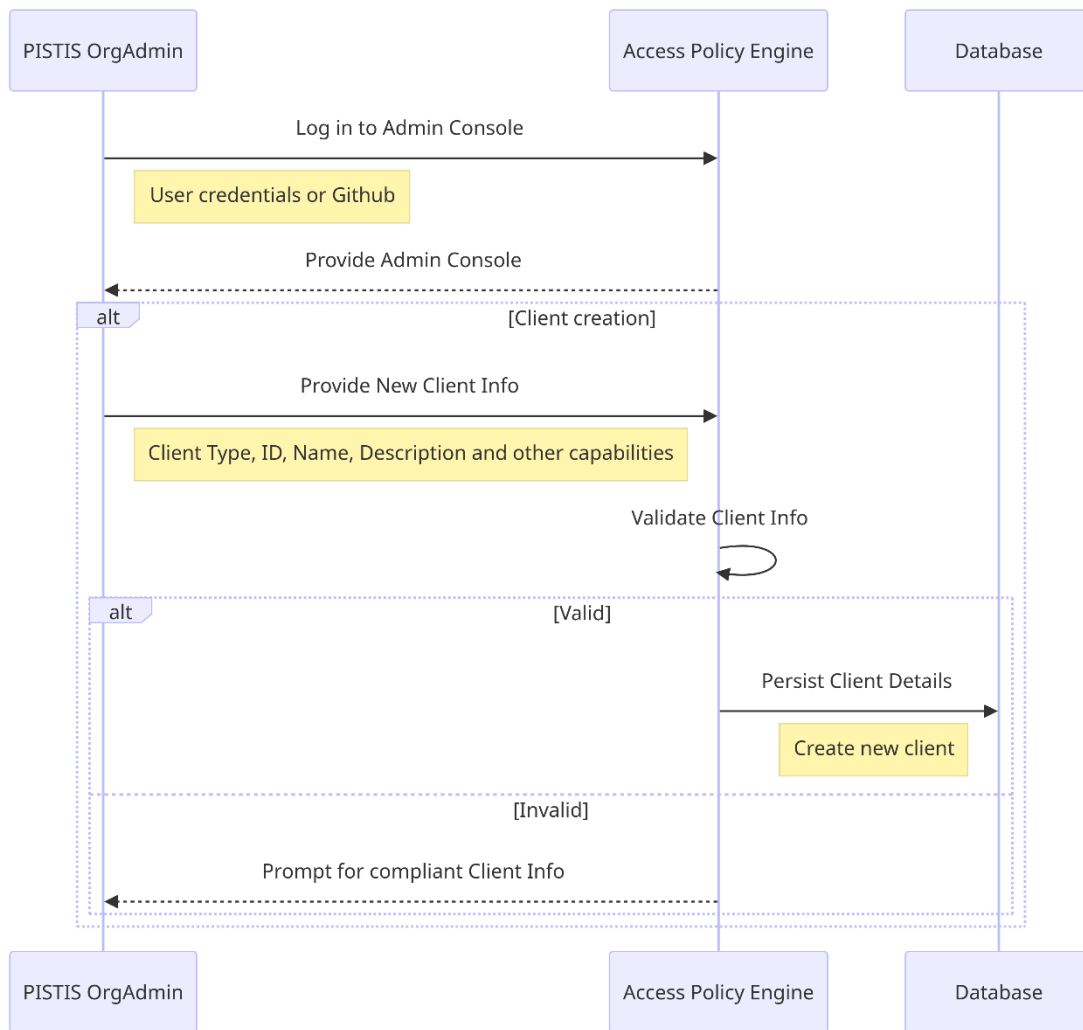 PISTIS OrgAdmin
Access Policy Engine
Database
Log in to Admin Console
User credentials or Github
Provide Admin Console
alt
[Client creation]
Provide New Client Info
Client Type, ID, Name, Description and other capabilities
Validate Client Info
alt
[Valid]
Persist Client Details
Create new client
[Invalid]
Prompt for compliant Client Info
PISTIS OrgAdmin
Access Policy Engine
Database